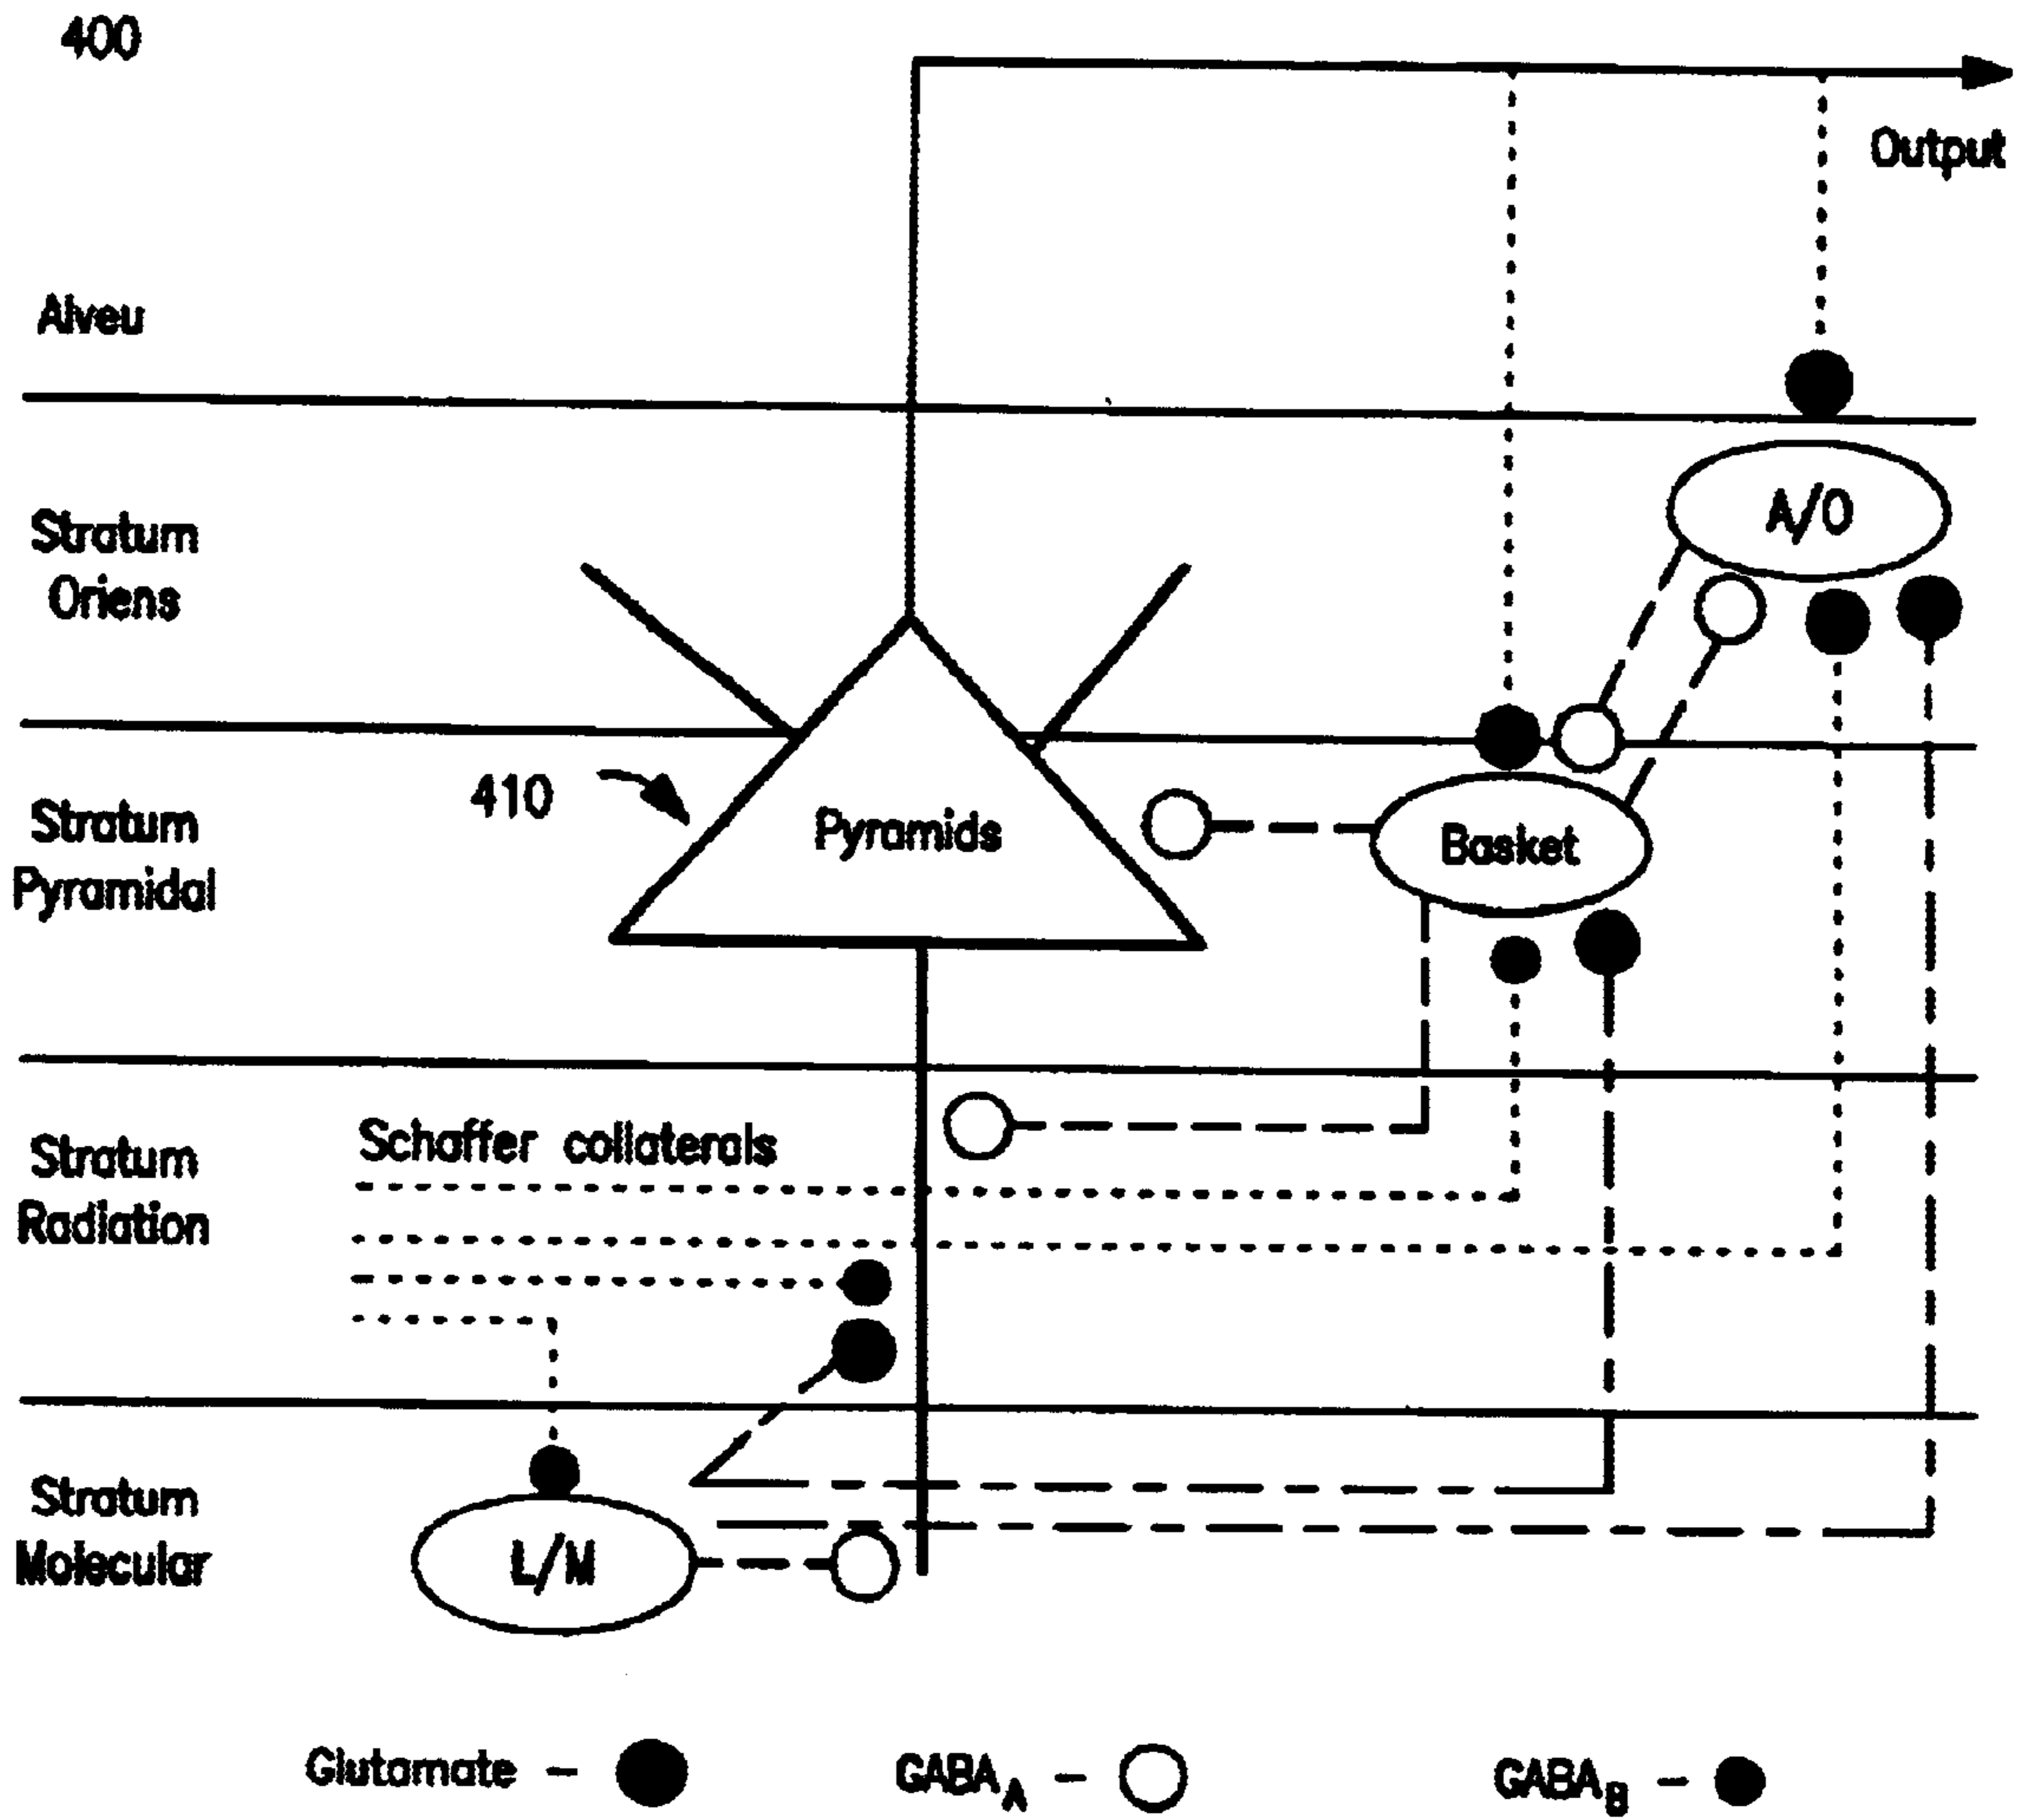 400
Output
Alveu
Stratum
Oriens
A/O
410
Stratum
Pyramidal
Pyramids
Basket
Schaffer collaterals
Stratum
Radiation
Stratum
Molecular
L/M
Glutamate –
GABA_A –
GABA_B –